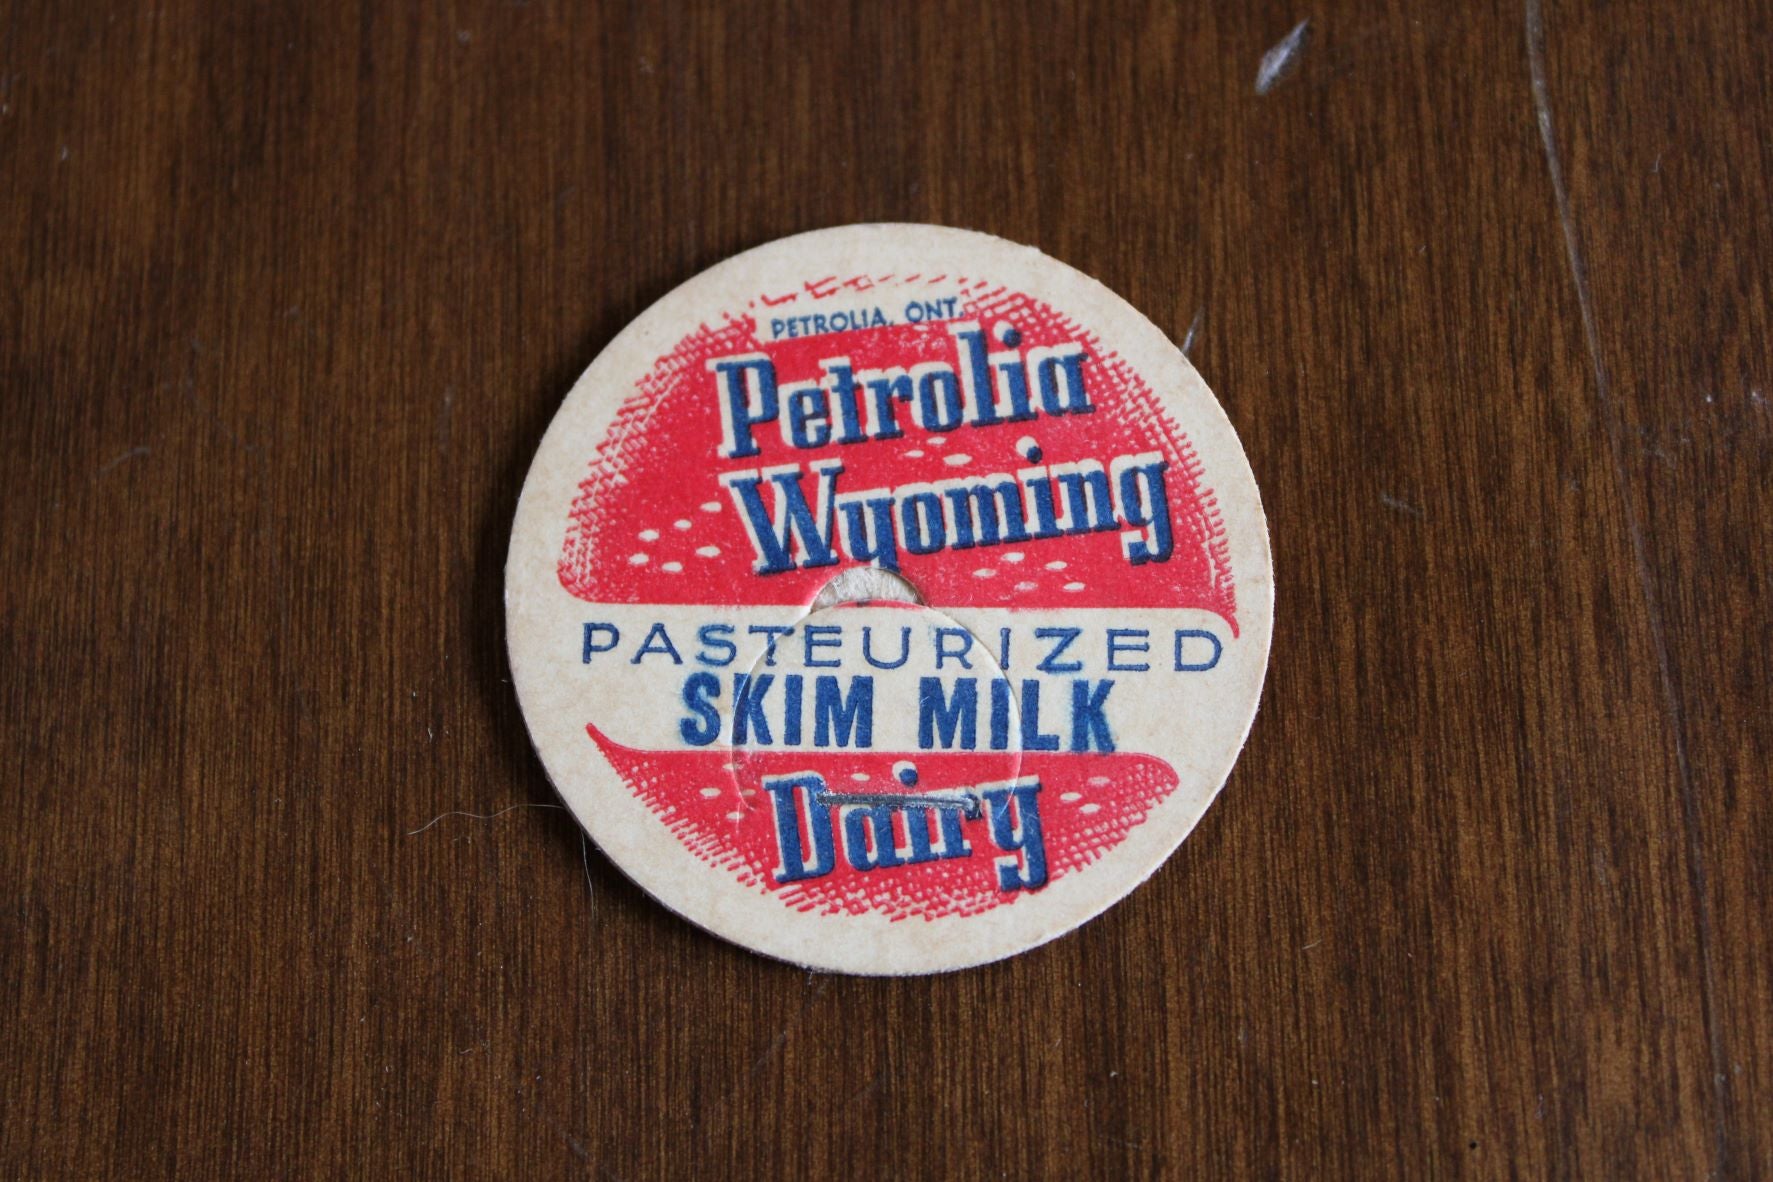 PETROLIA, ONT.
Petrolia
Wyoming
PASTEURIZED
SKIM MILK
Dairy